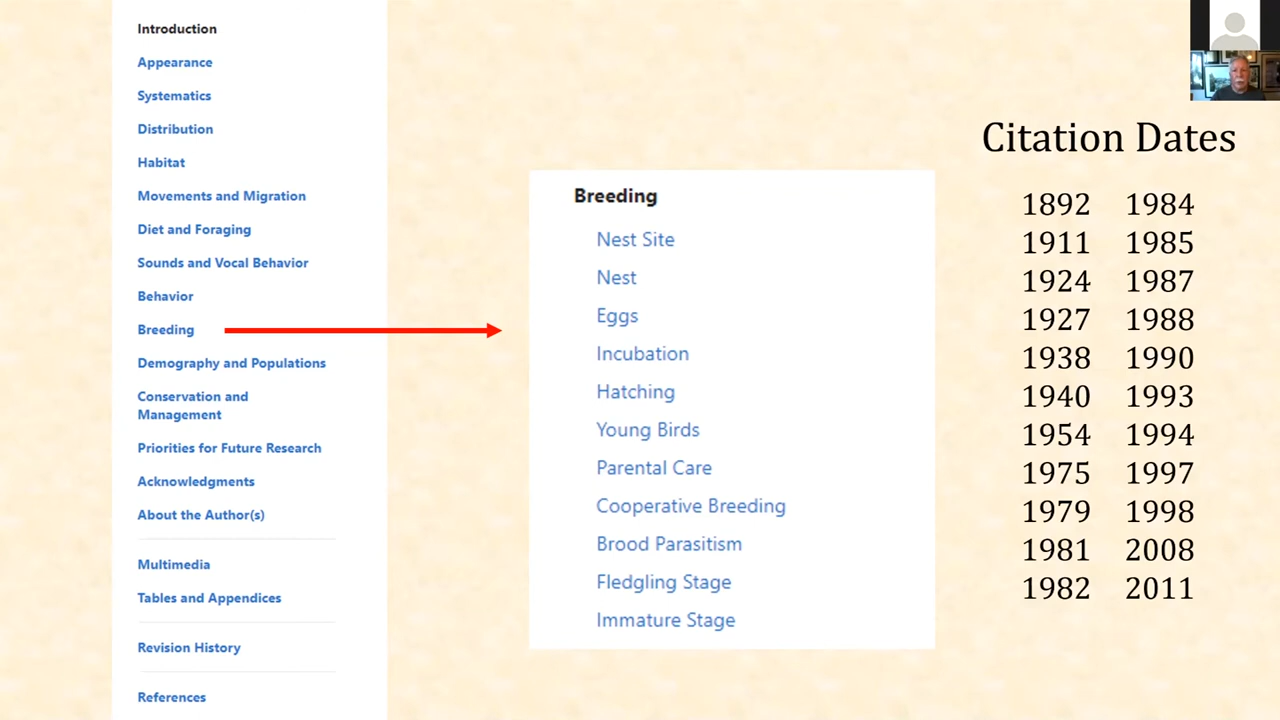 Introduction
Appearance
Systematics
Distribution
Habitat
Movements and Migration
Diet and Foraging
Sounds and Vocal Behavior
Behavior
Breeding
Demography and Populations
Conservation and
Management
Priorities for Future Research
Acknowledgments
About the Author(s)
Multimedia
Tables and Appendices
Revision History
References
Breeding
Nest Site
Nest
Eggs
Incubation
Hatching
Young Birds
Parental Care
Cooperative Breeding
Brood Parasitism
Fledgling Stage
Immature Stage
Citation Dates
1892 1984
1911 1985
1924 1987
1927 1988
1938 1990
1940 1993
1954 1994
1975 1997
1979 1998
1981 2008
1982 2011